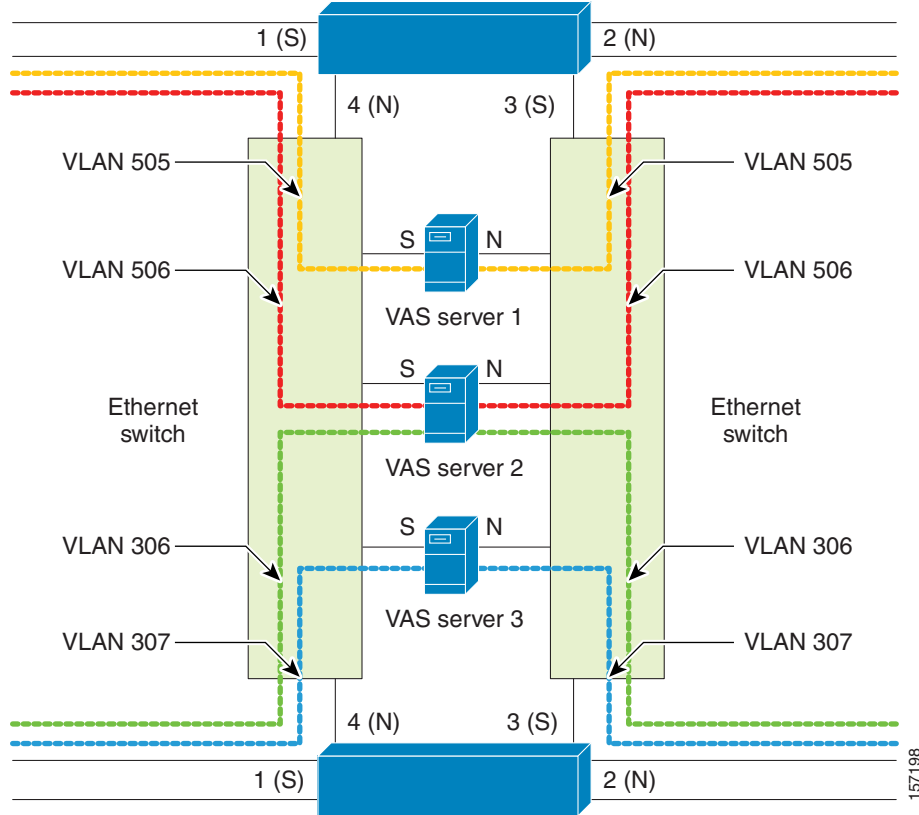 1 (S)
2 (N)
4 (N)
3 (S)
VLAN 505
VLAN 505
S
N
VLAN 506
VLAN 506
VAS server 1
S
N
Ethernet
switch
Ethernet
switch
VAS server 2
S
N
VLAN 306
VLAN 306
VAS server 3
VLAN 307
VLAN 307
4 (N)
3 (S)
1 (S)
2 (N)
157198